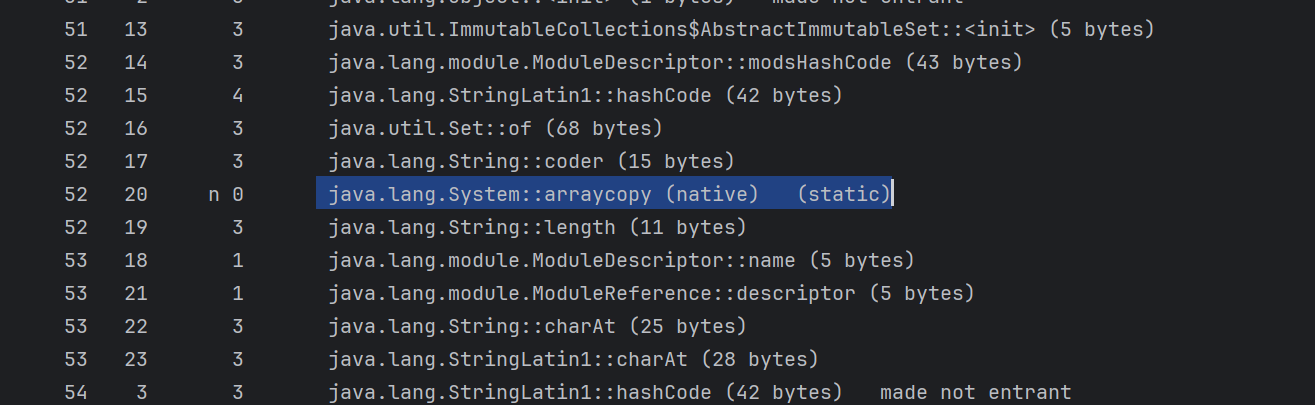 51 2 3 java.lang.Object::<init> (1 bytes) made not entrant
51 13 3 java.util.ImmutableCollections$AbstractImmutableSet::<init> (5 bytes)
52 14 3 java.lang.module.ModuleDescriptor::modsHashCode (43 bytes)
52 15 4 java.lang.StringLatin1::hashCode (42 bytes)
52 16 3 java.util.Set::of (68 bytes)
52 17 3 java.lang.String::coder (15 bytes)
52 20 n 0 java.lang.System::arraycopy (native) (static)
52 19 3 java.lang.String::length (11 bytes)
53 18 1 java.lang.module.ModuleDescriptor::name (5 bytes)
53 21 1 java.lang.module.ModuleReference::descriptor (5 bytes)
53 22 3 java.lang.String::charAt (25 bytes)
53 23 3 java.lang.StringLatin1::charAt (28 bytes)
54 3 3 java.lang.StringLatin1::hashCode (42 bytes) made not entrant